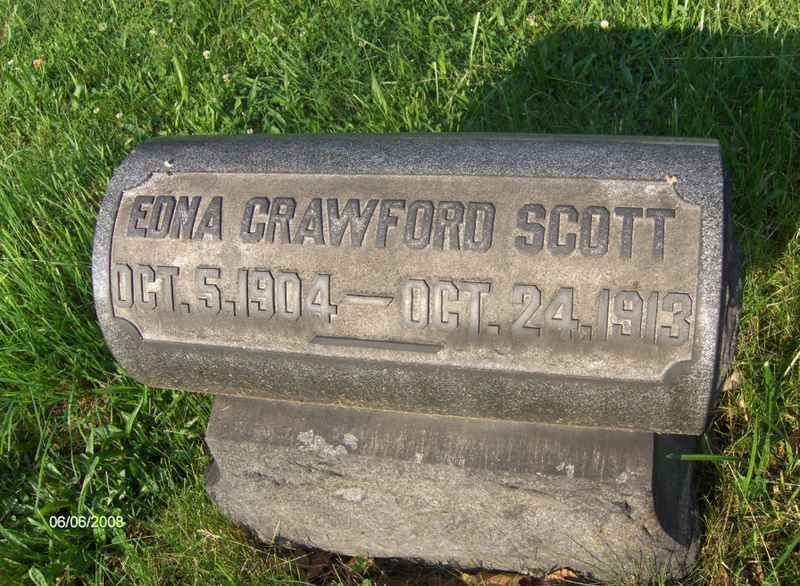 EDNA CRAWFORD SCOTT
OCT. 5, 1904 — OCT. 24, 1913
06/06/2008